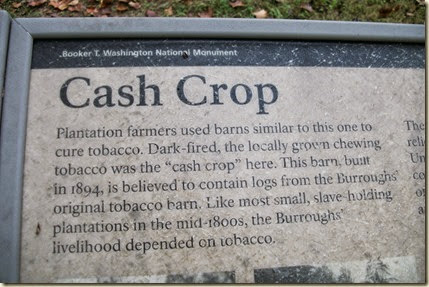 Booker T. Washington National Monument
Cash Crop
Plantation farmers used barns similar to this one to
cure tobacco. Dark-fired, the locally grown chewing
tobacco was the “cash crop” here. This barn, built
in 1894, is believed to contain logs from the Burroughs’
original tobacco barn. Like most small, slave-holding
plantations in the mid-1800s, the Burroughs’
livelihood depended on tobacco.
The